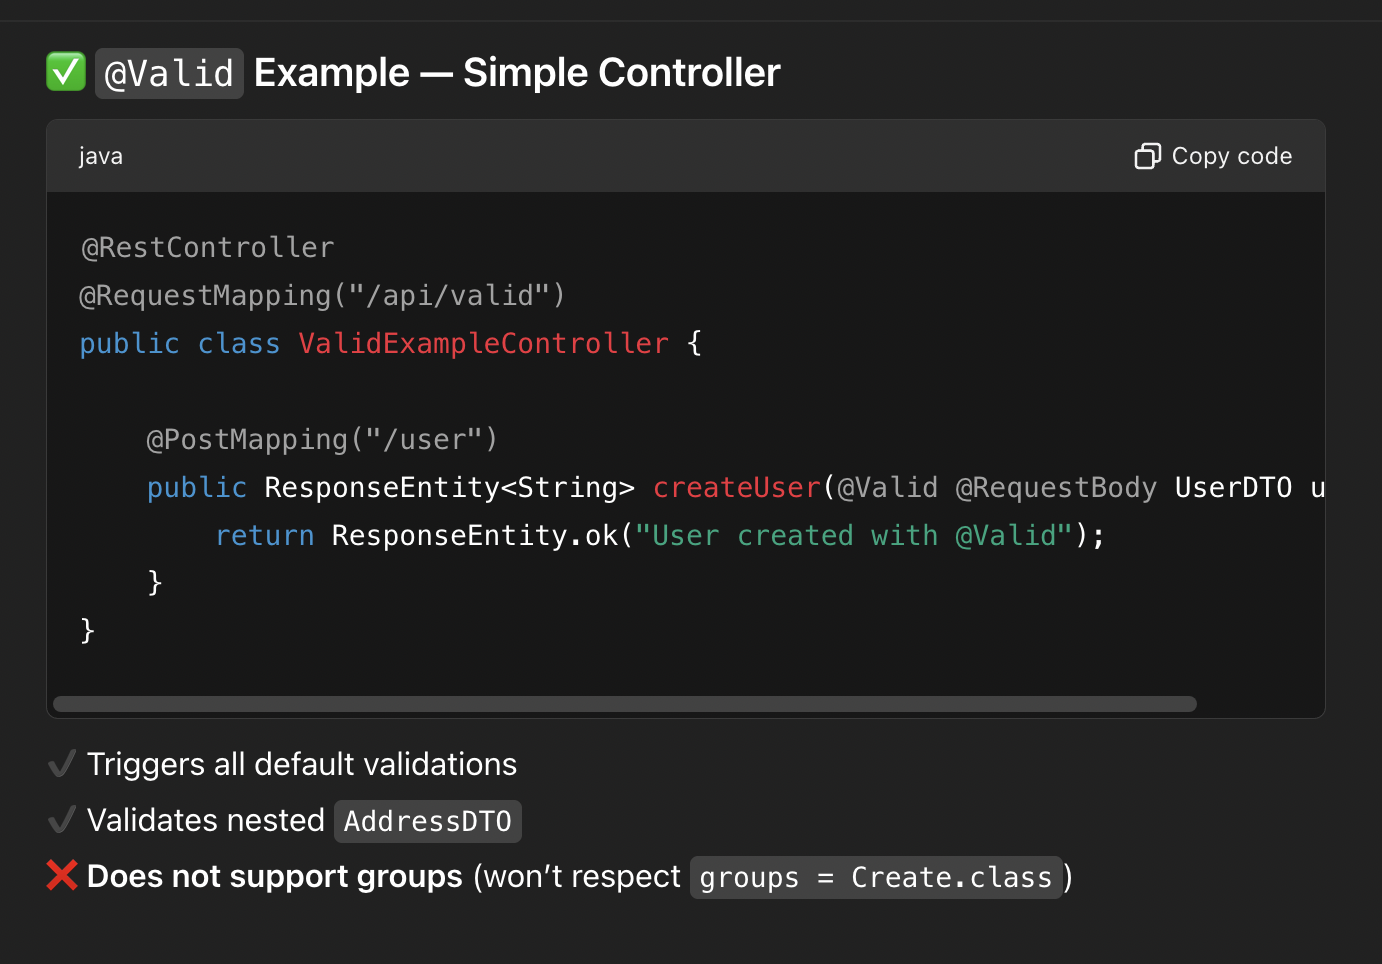 ✅ @Valid Example — Simple Controller
java
Copy code
@RestController
@RequestMapping("/api/valid")
public class ValidExampleController {
    @PostMapping("/user")
    public ResponseEntity<String> createUser(@Valid @RequestBody UserDTO u
        return ResponseEntity.ok("User created with @Valid");
    }
}
✔ Triggers all default validations
✔ Validates nested AddressDTO
❌ Does not support groups (won’t respect groups = Create.class)